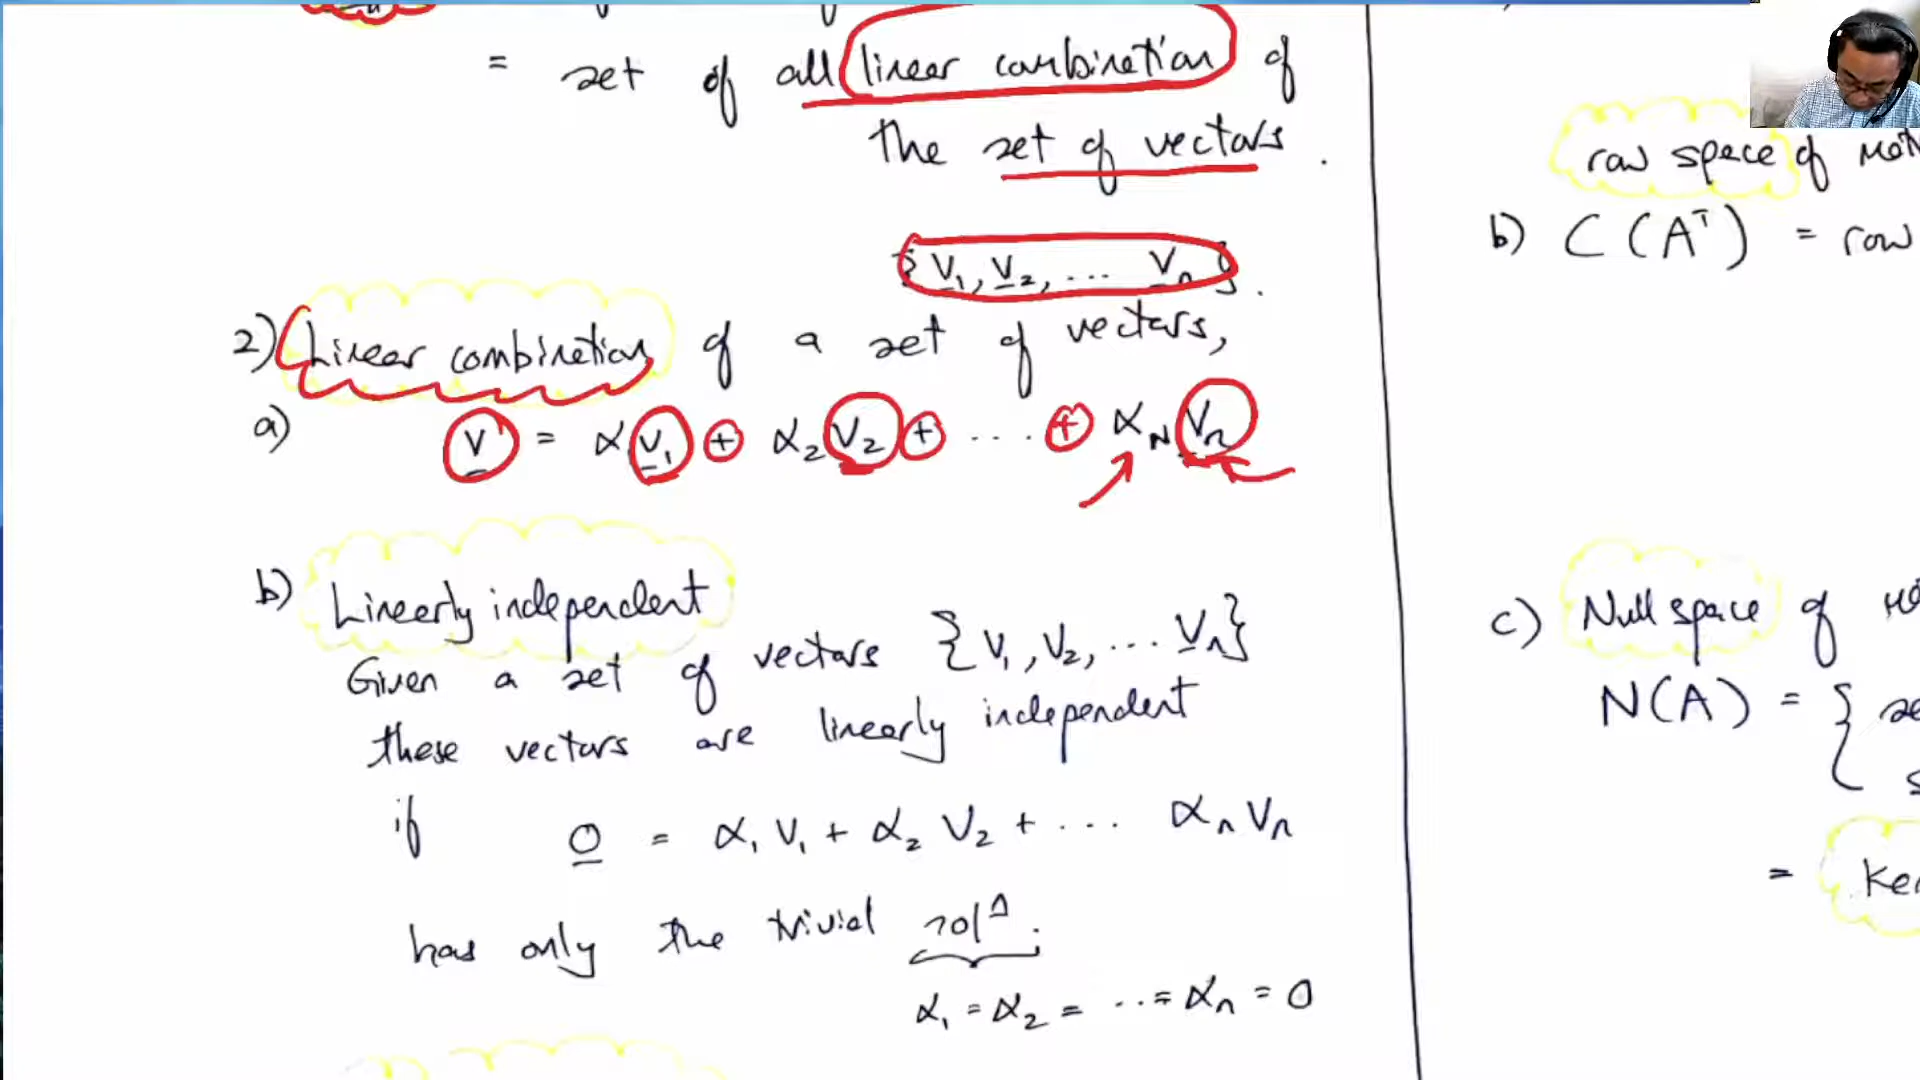 = set of all linear combination of
the set of vectors.
{v₁, v₂, ... vₙ}.
2) Linear combination of a set of vectors,
a) v = α v₁ + α₂ v₂ + ... + α_N vₙ
b) Linearly independent
Given a set of vectors {v₁, v₂, ... vₙ}
these vectors are linearly independent
if 0 = α₁ v₁ + α₂ v₂ + ... αₙ vₙ
has only the trivial solⁿ.
α₁ = α₂ = ... = αₙ = 0
row space of
b) C(Aᵀ) = row
c) Null space of
N(A) = {
=